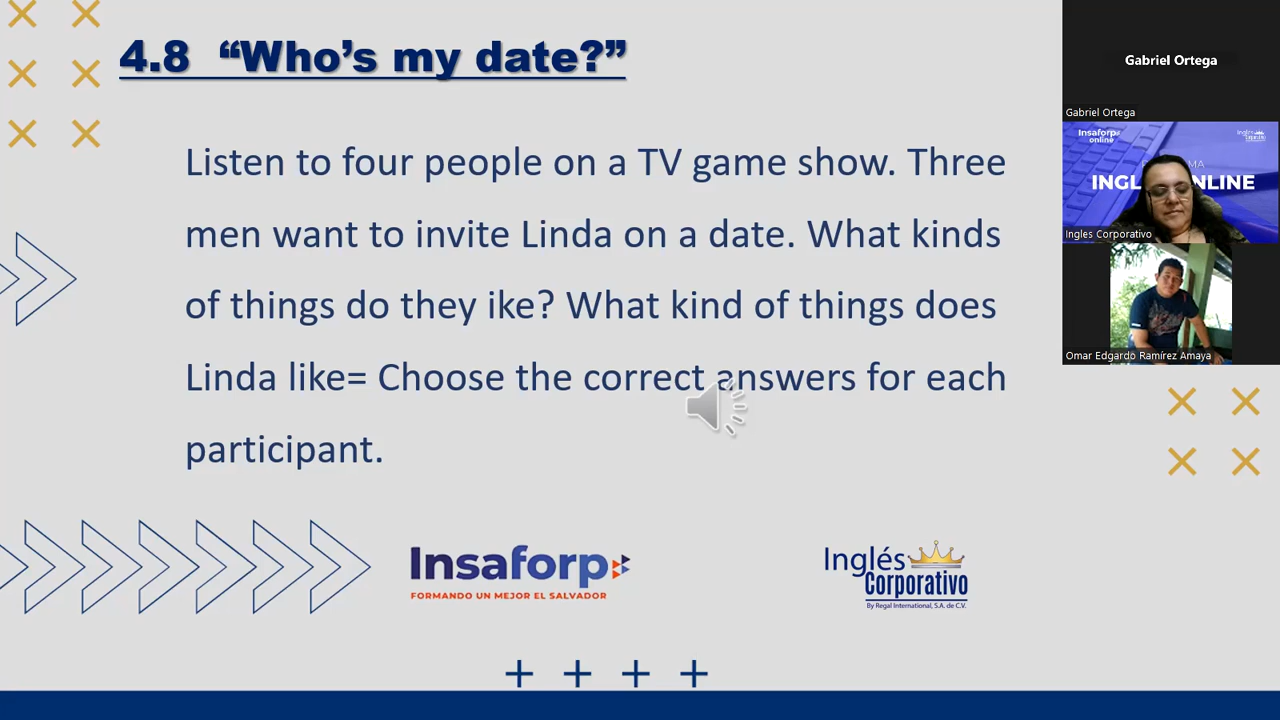 4.8 “Who’s my date?”
Listen to four people on a TV game show. Three
men want to invite Linda on a date. What kinds
of things do they ike? What kind of things does
Linda like= Choose the correct answers for each
participant.
Insaforp
FORMANDO UN MEJOR EL SALVADOR
Inglés
Corporativo
By Regal International, S.A. de C.V.
Gabriel Ortega
Gabriel Ortega
Insaforp
online
Inglés
Corporativo
MA
INGL NLINE
Ingles Corporativo
Omar Edgardo Ramírez Amaya